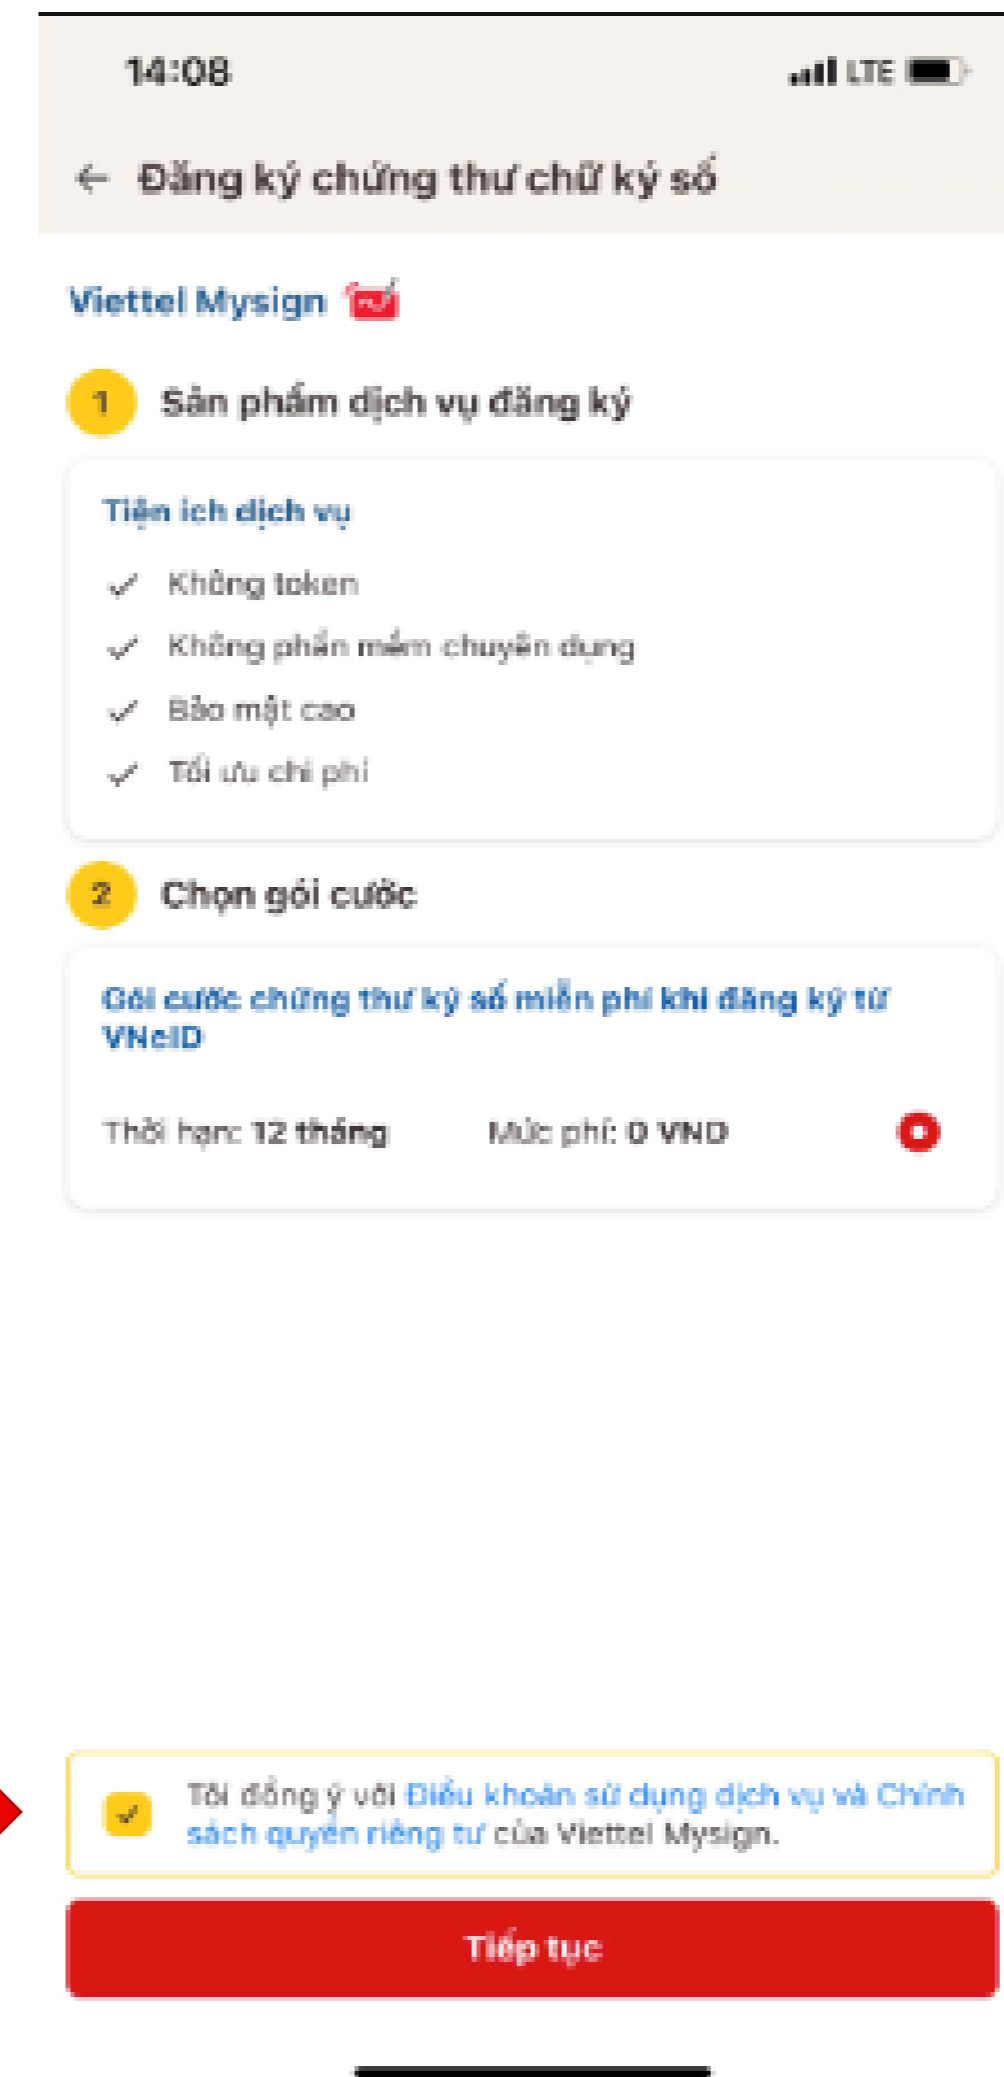 14:08
LTE
Đăng ký chứng thư chữ ký số
Viettel Mysign
1 Sản phẩm dịch vụ đăng ký
Tiện ích dịch vụ
Không token
Không phần mềm chuyên dụng
Bảo mật cao
Tối ưu chi phí
2 Chọn gói cước
Gói cước chứng thư ký số miễn phí khi đăng ký từ
VNeID
Thời hạn: 12 tháng Mức phí: 0 VND
Tôi đồng ý với Điều khoản sử dụng dịch vụ và Chính
sách quyền riêng tư của Viettel Mysign.
Tiếp tục